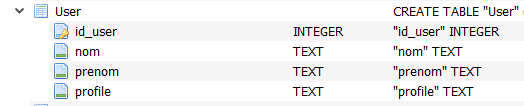 User CREATE TABLE "User" (
id_user INTEGER "id_user" INTEGER
nom TEXT "nom" TEXT
prenom TEXT "prenom" TEXT
profile TEXT "profile" TEXT